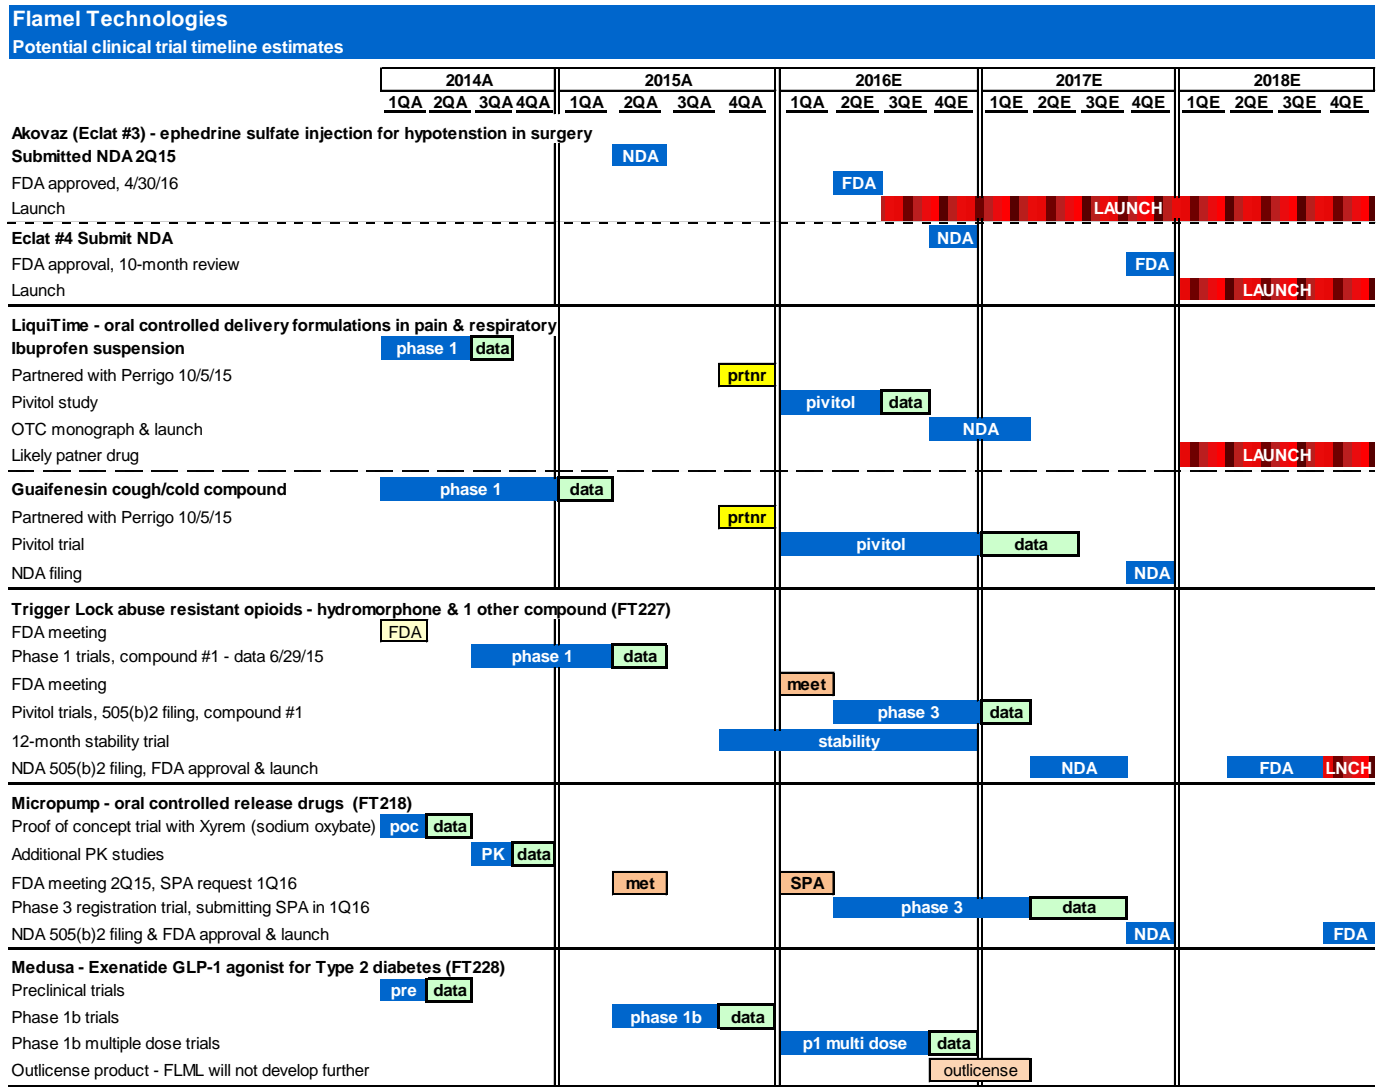 Flamel Technologies
Potential clinical trial timeline estimates
2014A 2015A 2016E 2017E 2018E
1QA 2QA 3QA 4QA 1QA 2QA 3QA 4QA 1QA 2QE 3QE 4QE 1QE 2QE 3QE 4QE 1QE 2QE 3QE 4QE
Akovaz (Eclat #3) - ephedrine sulfate injection for hypotenstion in surgery
Submitted NDA 2Q15 NDA
FDA approved, 4/30/16 FDA
Launch LAUNCH
Eclat #4 Submit NDA NDA
FDA approval, 10-month review FDA
Launch LAUNCH
LiquiTime - oral controlled delivery formulations in pain & respiratory
Ibuprofen suspension phase 1 data
Partnered with Perrigo 10/5/15 prtnr
Pivitol study pivitol data
OTC monograph & launch NDA
Likely patner drug LAUNCH
Guaifenesin cough/cold compound phase 1 data
Partnered with Perrigo 10/5/15 prtnr
Pivitol trial pivitol data
NDA filing NDA
Trigger Lock abuse resistant opioids - hydromorphone & 1 other compound (FT227)
FDA meeting FDA
Phase 1 trials, compound #1 - data 6/29/15 phase 1 data
FDA meeting meet
Pivitol trials, 505(b)2 filing, compound #1 phase 3 data
12-month stability trial stability
NDA 505(b)2 filing, FDA approval & launch NDA FDA LNCH
Micropump - oral controlled release drugs (FT218)
Proof of concept trial with Xyrem (sodium oxybate) poc data
Additional PK studies PK data
FDA meeting 2Q15, SPA request 1Q16 met SPA
Phase 3 registration trial, submitting SPA in 1Q16 phase 3 data
NDA 505(b)2 filing & FDA approval & launch NDA FDA
Medusa - Exenatide GLP-1 agonist for Type 2 diabetes (FT228)
Preclinical trials pre data
Phase 1b trials phase 1b data
Phase 1b multiple dose trials p1 multi dose data
Outlicense product - FLML will not develop further outlicense